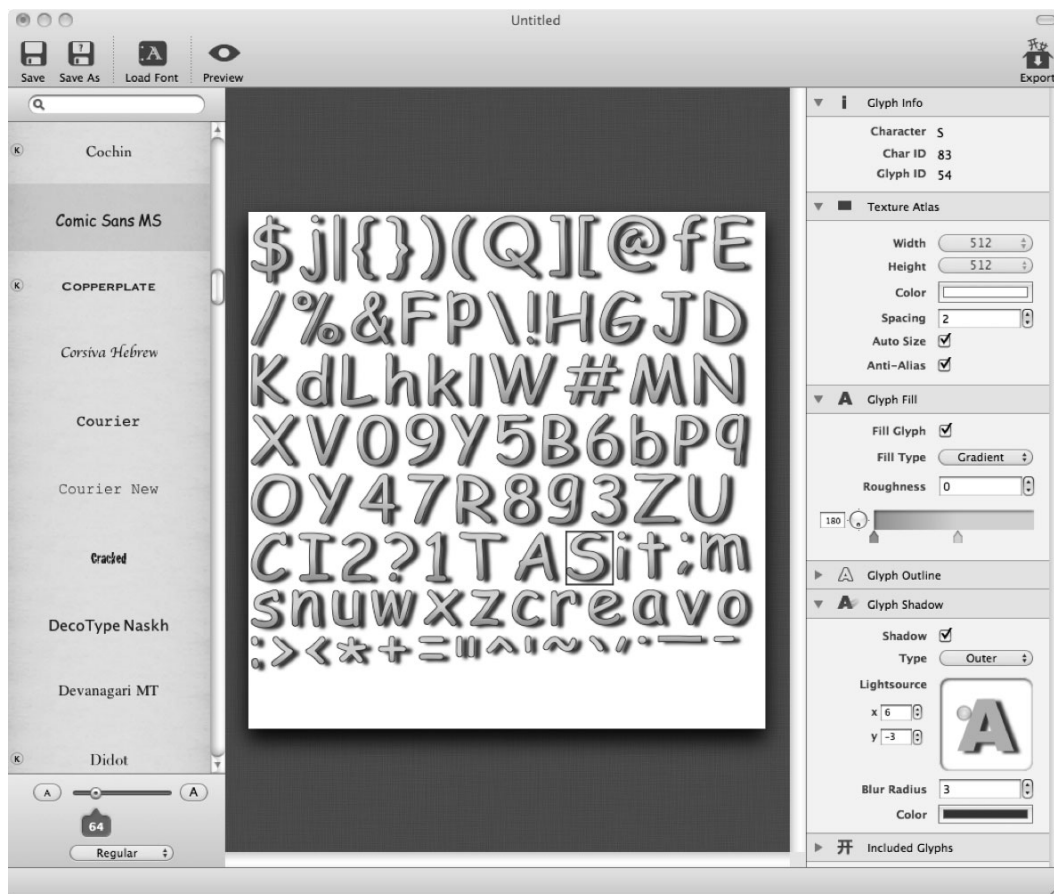 Untitled
Save Save As Load Font Preview Export
Cochin
Comic Sans MS
COPPERPLATE
Corsiva Hebrew
Courier
Courier New
Cracked
DecoType Naskh
Devanagari MT
Didot
A A
64
Regular
$j|{})(Q][@fE
/%&FP\!HGJD
KdLhklW#MN
XV09Y5B6bPq
OY47R8g3ZU
CI2?1TASit;m
snuwxzcreavo
:><*+="^'~`,.—-
Glyph Info
Character S
Char ID 83
Glyph ID 54
Texture Atlas
Width 512
Height 512
Color
Spacing 2
Auto Size
Anti-Alias
Glyph Fill
Fill Glyph
Fill Type Gradient
Roughness 0
180
Glyph Outline
Glyph Shadow
Shadow
Type Outer
Lightsource
x 6
y -3
A
Blur Radius 3
Color
Included Glyphs